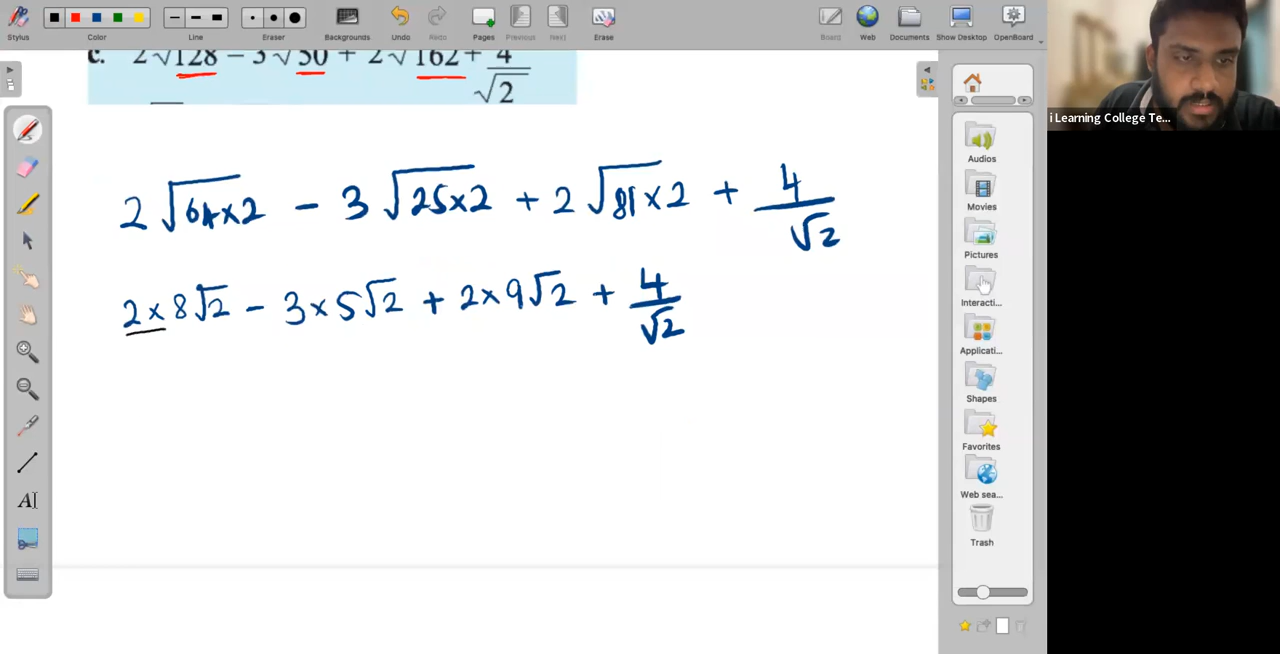 Stylus Color Line Eraser Backgrounds Undo Redo Pages Previous Next Erase Board Web Documents Show Desktop OpenBoard
c. 2√128 − 3√50 + 2√162 + 4/√2
2√64×2 − 3√25×2 + 2√81×2 + 4/√2
2×8√2 − 3×5√2 + 2×9√2 + 4/√2
i Learning College Te...
Audios
Movies
Pictures
Interacti...
Applicati...
Shapes
Favorites
Web sea...
Trash